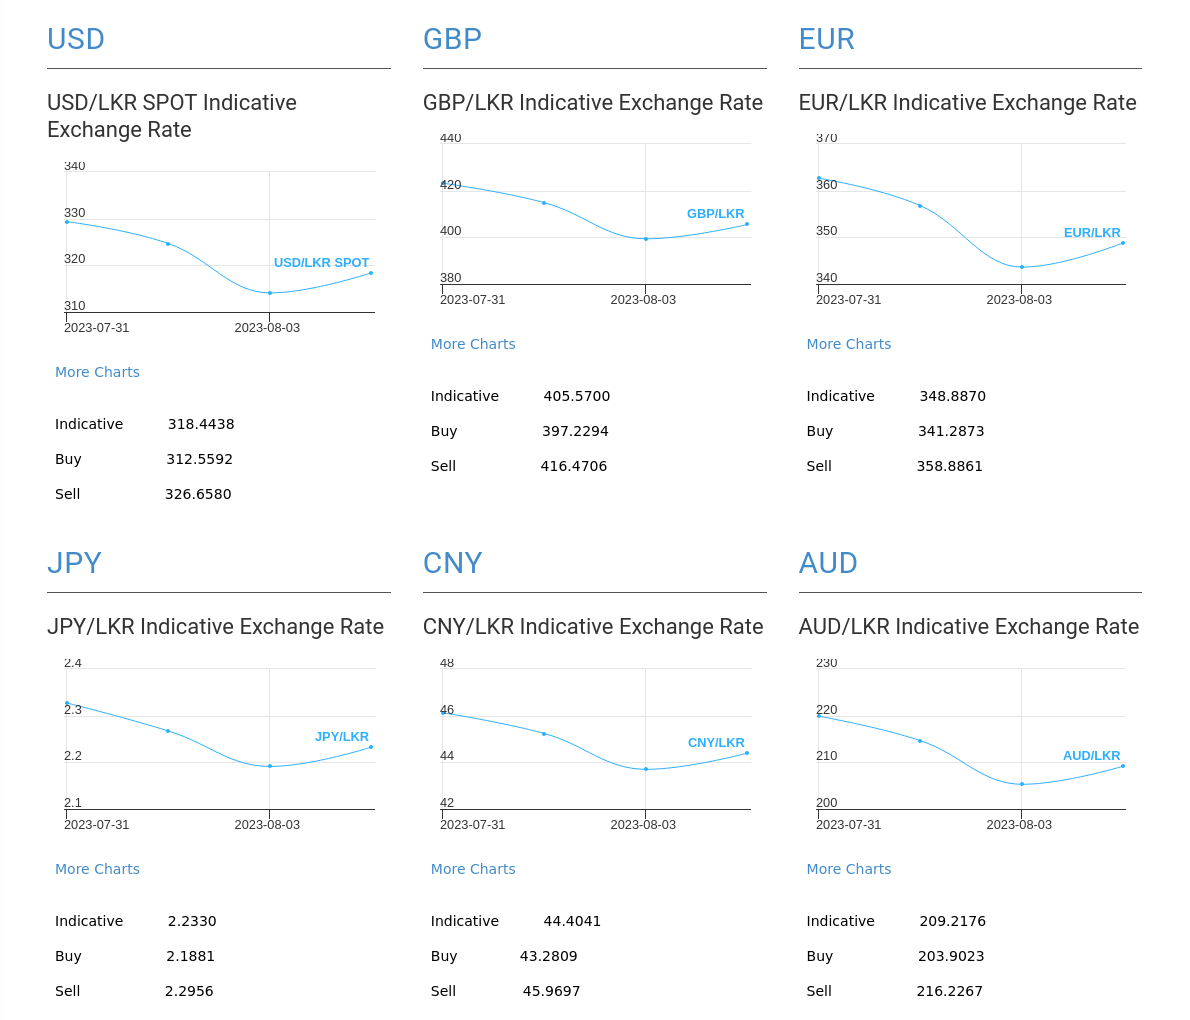 USD
USD/LKR SPOT Indicative
Exchange Rate
340
330
320
310
USD/LKR SPOT
2023-07-31 2023-08-03
More Charts
Indicative 318.4438
Buy 312.5592
Sell 326.6580
GBP
GBP/LKR Indicative Exchange Rate
440
420
400
380
GBP/LKR
2023-07-31 2023-08-03
More Charts
Indicative 405.5700
Buy 397.2294
Sell 416.4706
EUR
EUR/LKR Indicative Exchange Rate
370
360
350
340
EUR/LKR
2023-07-31 2023-08-03
More Charts
Indicative 348.8870
Buy 341.2873
Sell 358.8861
JPY
JPY/LKR Indicative Exchange Rate
2.4
2.3
2.2
2.1
JPY/LKR
2023-07-31 2023-08-03
More Charts
Indicative 2.2330
Buy 2.1881
Sell 2.2956
CNY
CNY/LKR Indicative Exchange Rate
48
46
44
42
CNY/LKR
2023-07-31 2023-08-03
More Charts
Indicative 44.4041
Buy 43.2809
Sell 45.9697
AUD
AUD/LKR Indicative Exchange Rate
230
220
210
200
AUD/LKR
2023-07-31 2023-08-03
More Charts
Indicative 209.2176
Buy 203.9023
Sell 216.2267